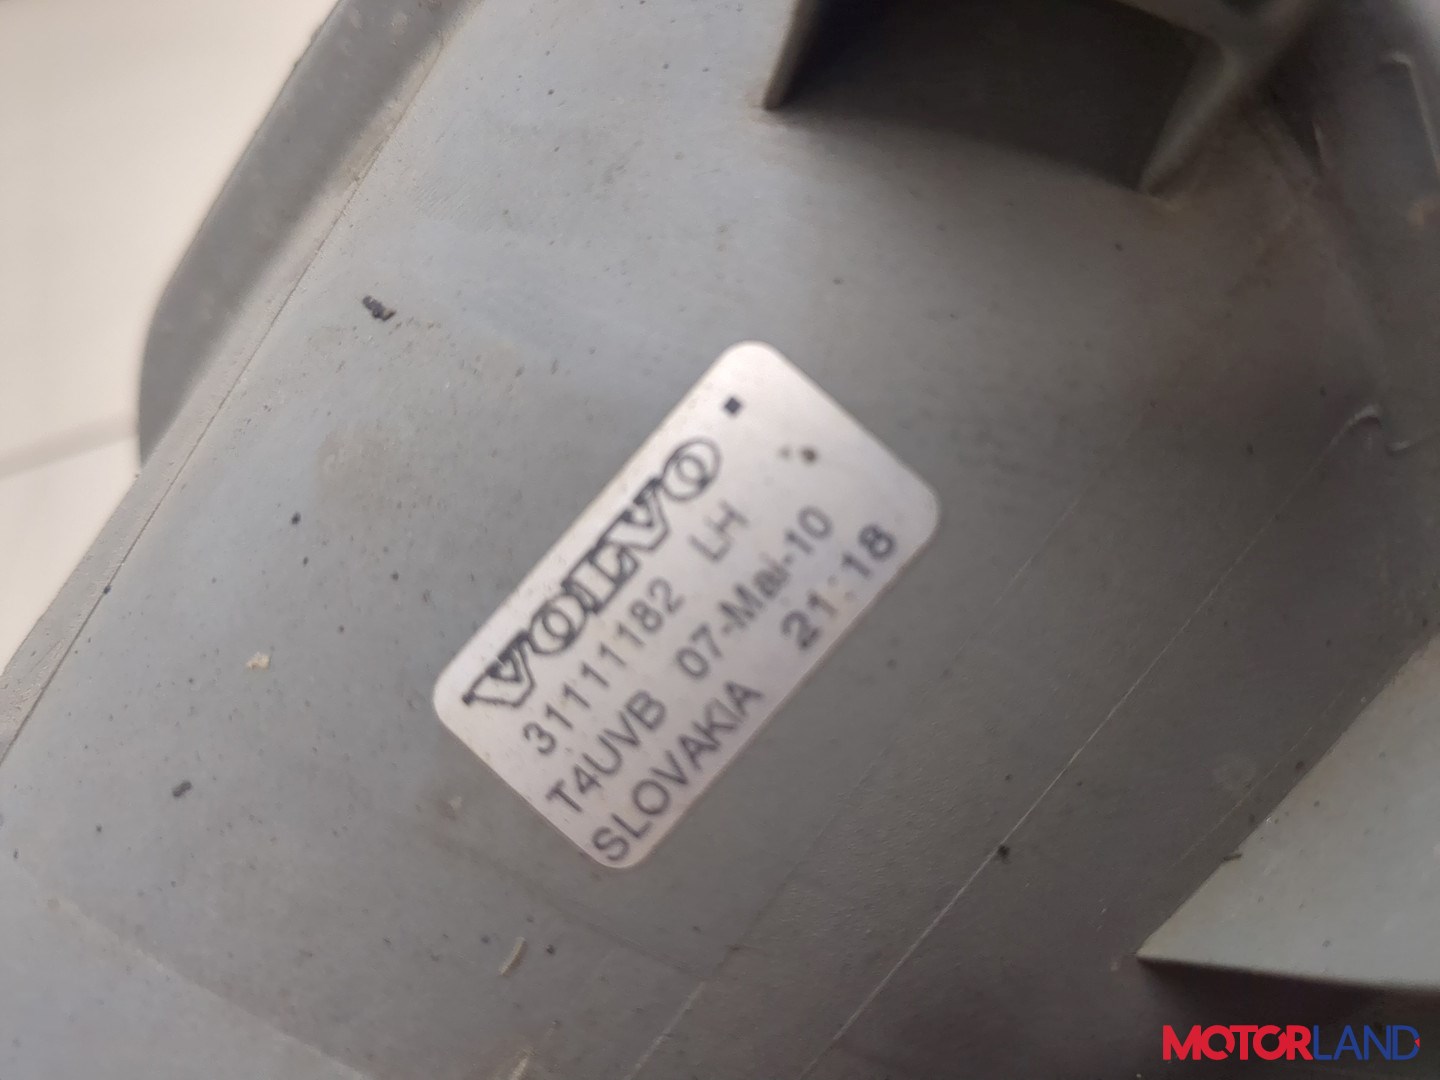 VOLVO
31111182 LH
T4UVB 07-Mai-10
SLOVAKIA 21:18
MOTORLAND